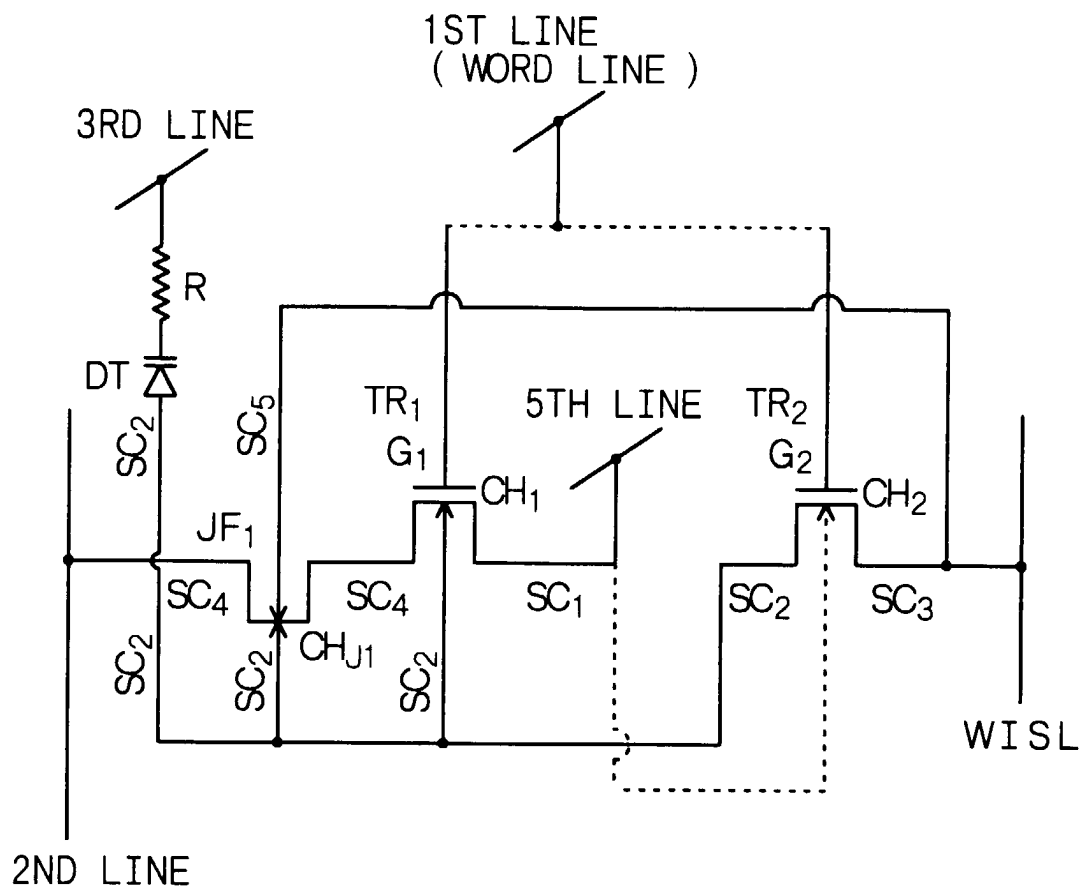 1ST LINE
( WORD LINE )
3RD LINE
R
DT
SC2
SC5
TR1
G1
CH1
5TH LINE
TR2
G2
CH2
JF1
SC4
SC4
SC1
SC2
SC3
CHJ1
SC2
SC2
SC2
WISL
2ND LINE